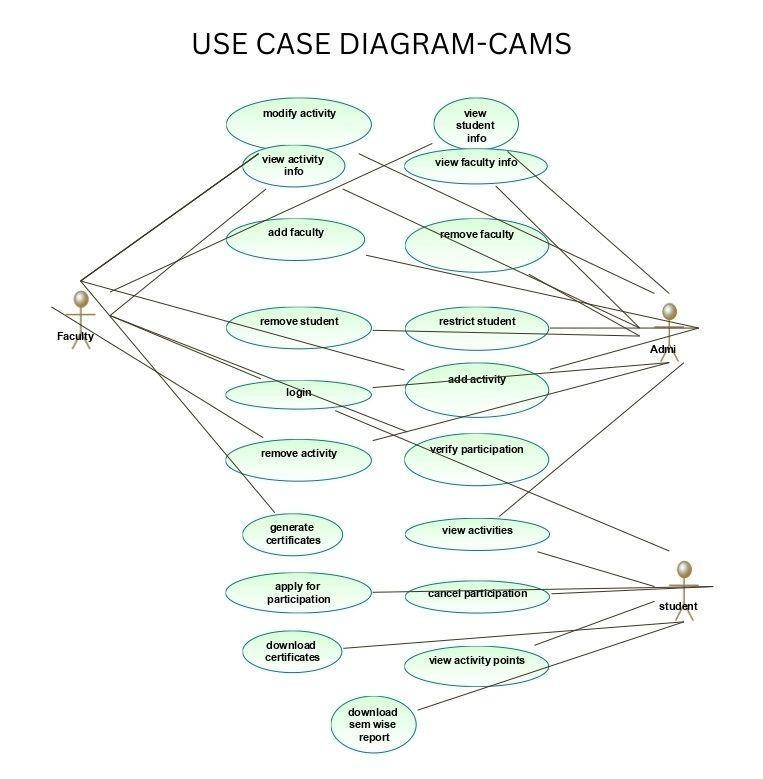 USE CASE DIAGRAM-CAMS
modify activity
view
student
info
view activity
info
view faculty info
add faculty
remove faculty
Faculty
remove student
restrict student
Admi
add activity
login
remove activity
verify participation
generate
certificates
view activities
apply for
participation
cancel participation
student
download
certificates
view activity points
download
sem wise
report